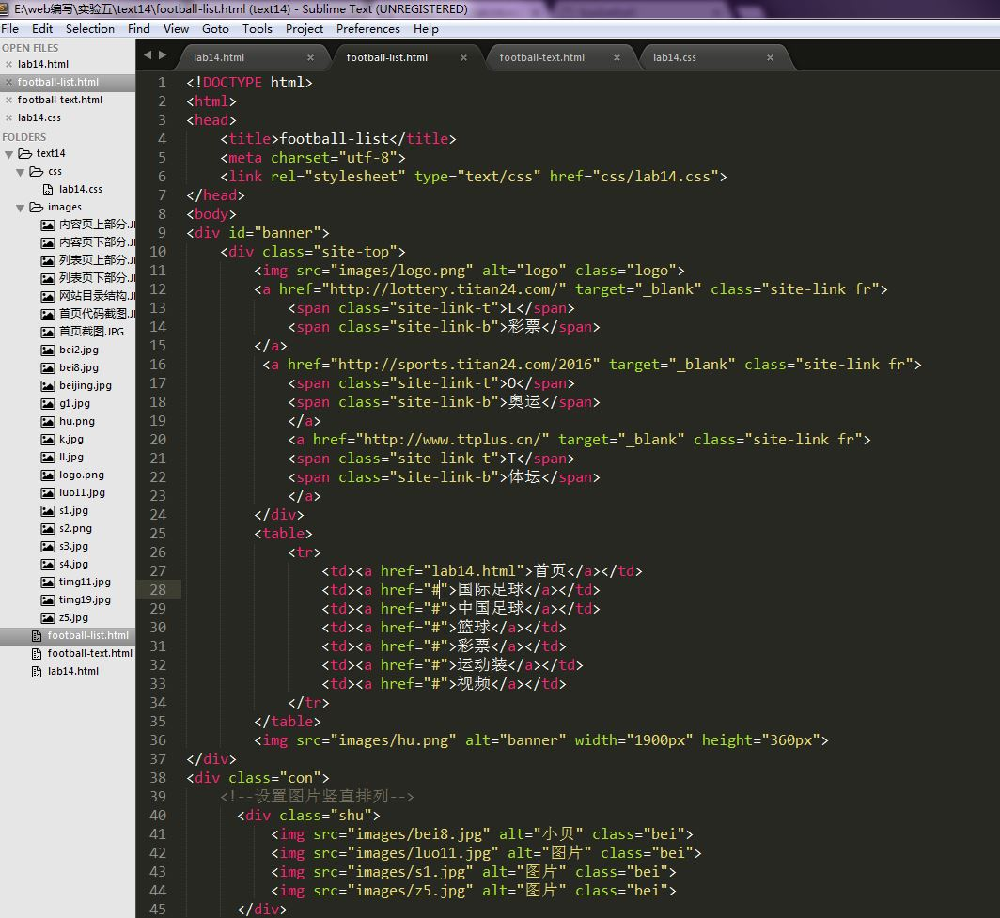 E:\web编写\实验五\text14\football-list.html (text14) - Sublime Text (UNREGISTERED)
File Edit Selection Find View Goto Tools Project Preferences Help
OPEN FILES
× lab14.html
× football-list.html
× football-text.html
× lab14.css
FOLDERS
text14
css
lab14.css
images
内容页上部分.JI
内容页下部分.JI
列表页上部分.JI
列表页下部分.JI
网站目录结构.JI
首页代码截图.JI
首页截图.JPG
bei2.jpg
bei8.jpg
beijing.jpg
g1.jpg
hu.png
k.jpg
ll.jpg
logo.png
luo11.jpg
s1.jpg
s2.png
s3.jpg
s4.jpg
timg11.jpg
timg19.jpg
z5.jpg
football-list.html
football-text.html
lab14.html
lab14.html × football-list.html × football-text.html × lab14.css ×
1 <!DOCTYPE html>
2 <html>
3 <head>
4 <title>football-list</title>
5 <meta charset="utf-8">
6 <link rel="stylesheet" type="text/css" href="css/lab14.css">
7 </head>
8 <body>
9 <div id="banner">
10 <div class="site-top">
11 <img src="images/logo.png" alt="logo" class="logo">
12 <a href="http://lottery.titan24.com/" target="_blank" class="site-link fr">
13 <span class="site-link-t">L</span>
14 <span class="site-link-b">彩票</span>
15 </a>
16 <a href="http://sports.titan24.com/2016" target="_blank" class="site-link fr">
17 <span class="site-link-t">O</span>
18 <span class="site-link-b">奥运</span>
19 </a>
20 <a href="http://www.ttplus.cn/" target="_blank" class="site-link fr">
21 <span class="site-link-t">T</span>
22 <span class="site-link-b">体坛</span>
23 </a>
24 </div>
25 <table>
26 <tr>
27 <td><a href="lab14.html">首页</a></td>
28 <td><a href="#">国际足球</a></td>
29 <td><a href="#">中国足球</a></td>
30 <td><a href="#">篮球</a></td>
31 <td><a href="#">彩票</a></td>
32 <td><a href="#">运动装</a></td>
33 <td><a href="#">视频</a></td>
34 </tr>
35 </table>
36 <img src="images/hu.png" alt="banner" width="1900px" height="360px">
37 </div>
38 <div class="con">
39 <!--设置图片竖直排列-->
40 <div class="shu">
41 <img src="images/bei8.jpg" alt="小贝" class="bei">
42 <img src="images/luo11.jpg" alt="图片" class="bei">
43 <img src="images/s1.jpg" alt="图片" class="bei">
44 <img src="images/z5.jpg" alt="图片" class="bei">
45 </div>